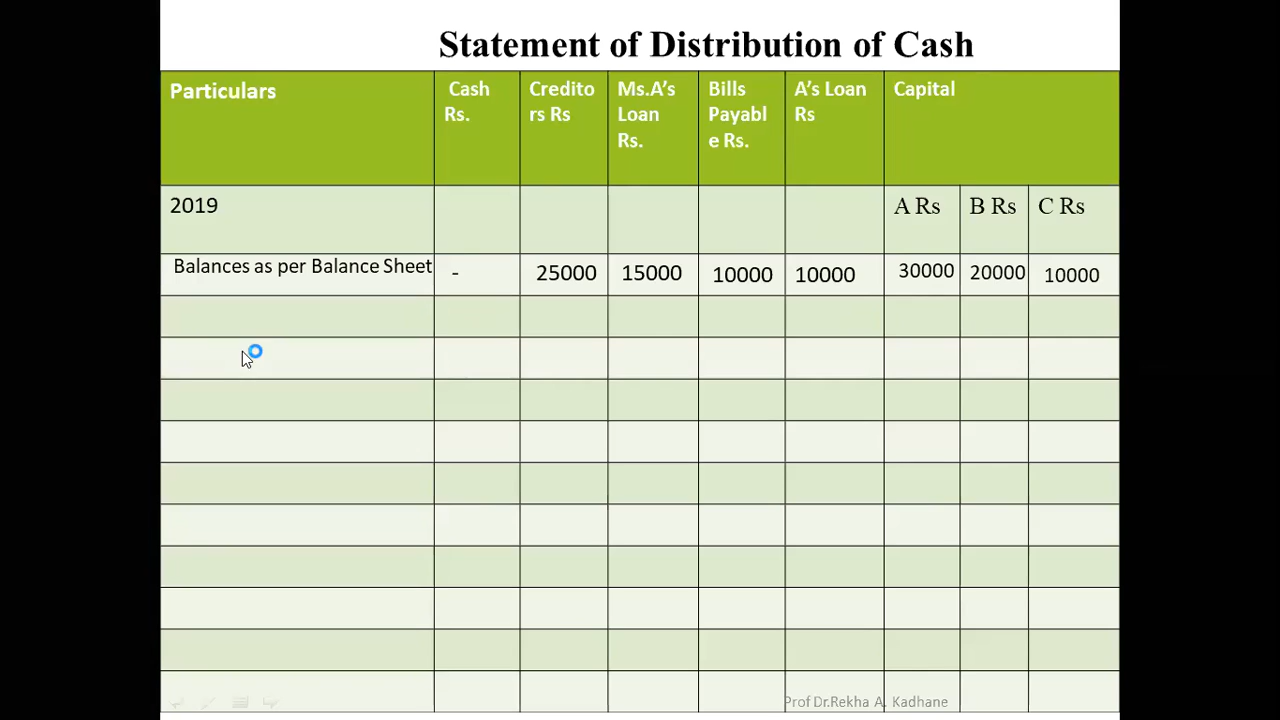 Statement of Distribution of Cash
Particulars
Cash
Rs.
Credito
rs Rs
Ms.A’s
Loan
Rs.
Bills
Payabl
e Rs.
A’s Loan
Rs
Capital
2019
A Rs
B Rs
C Rs
Balances as per Balance Sheet
-
25000
15000
10000
10000
30000
20000
10000
Prof Dr.Rekha A. Kadhane